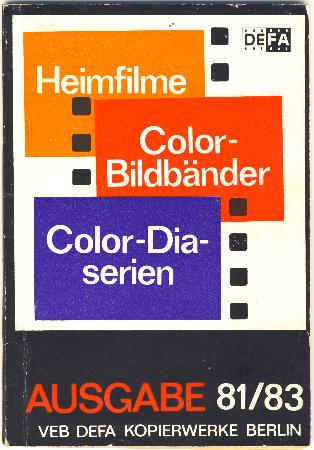 DEFA
Heimfilme
Color-
Bildbänder
Color-Dia-
serien
AUSGABE 81/83
VEB DEFA KOPIERWERKE BERLIN